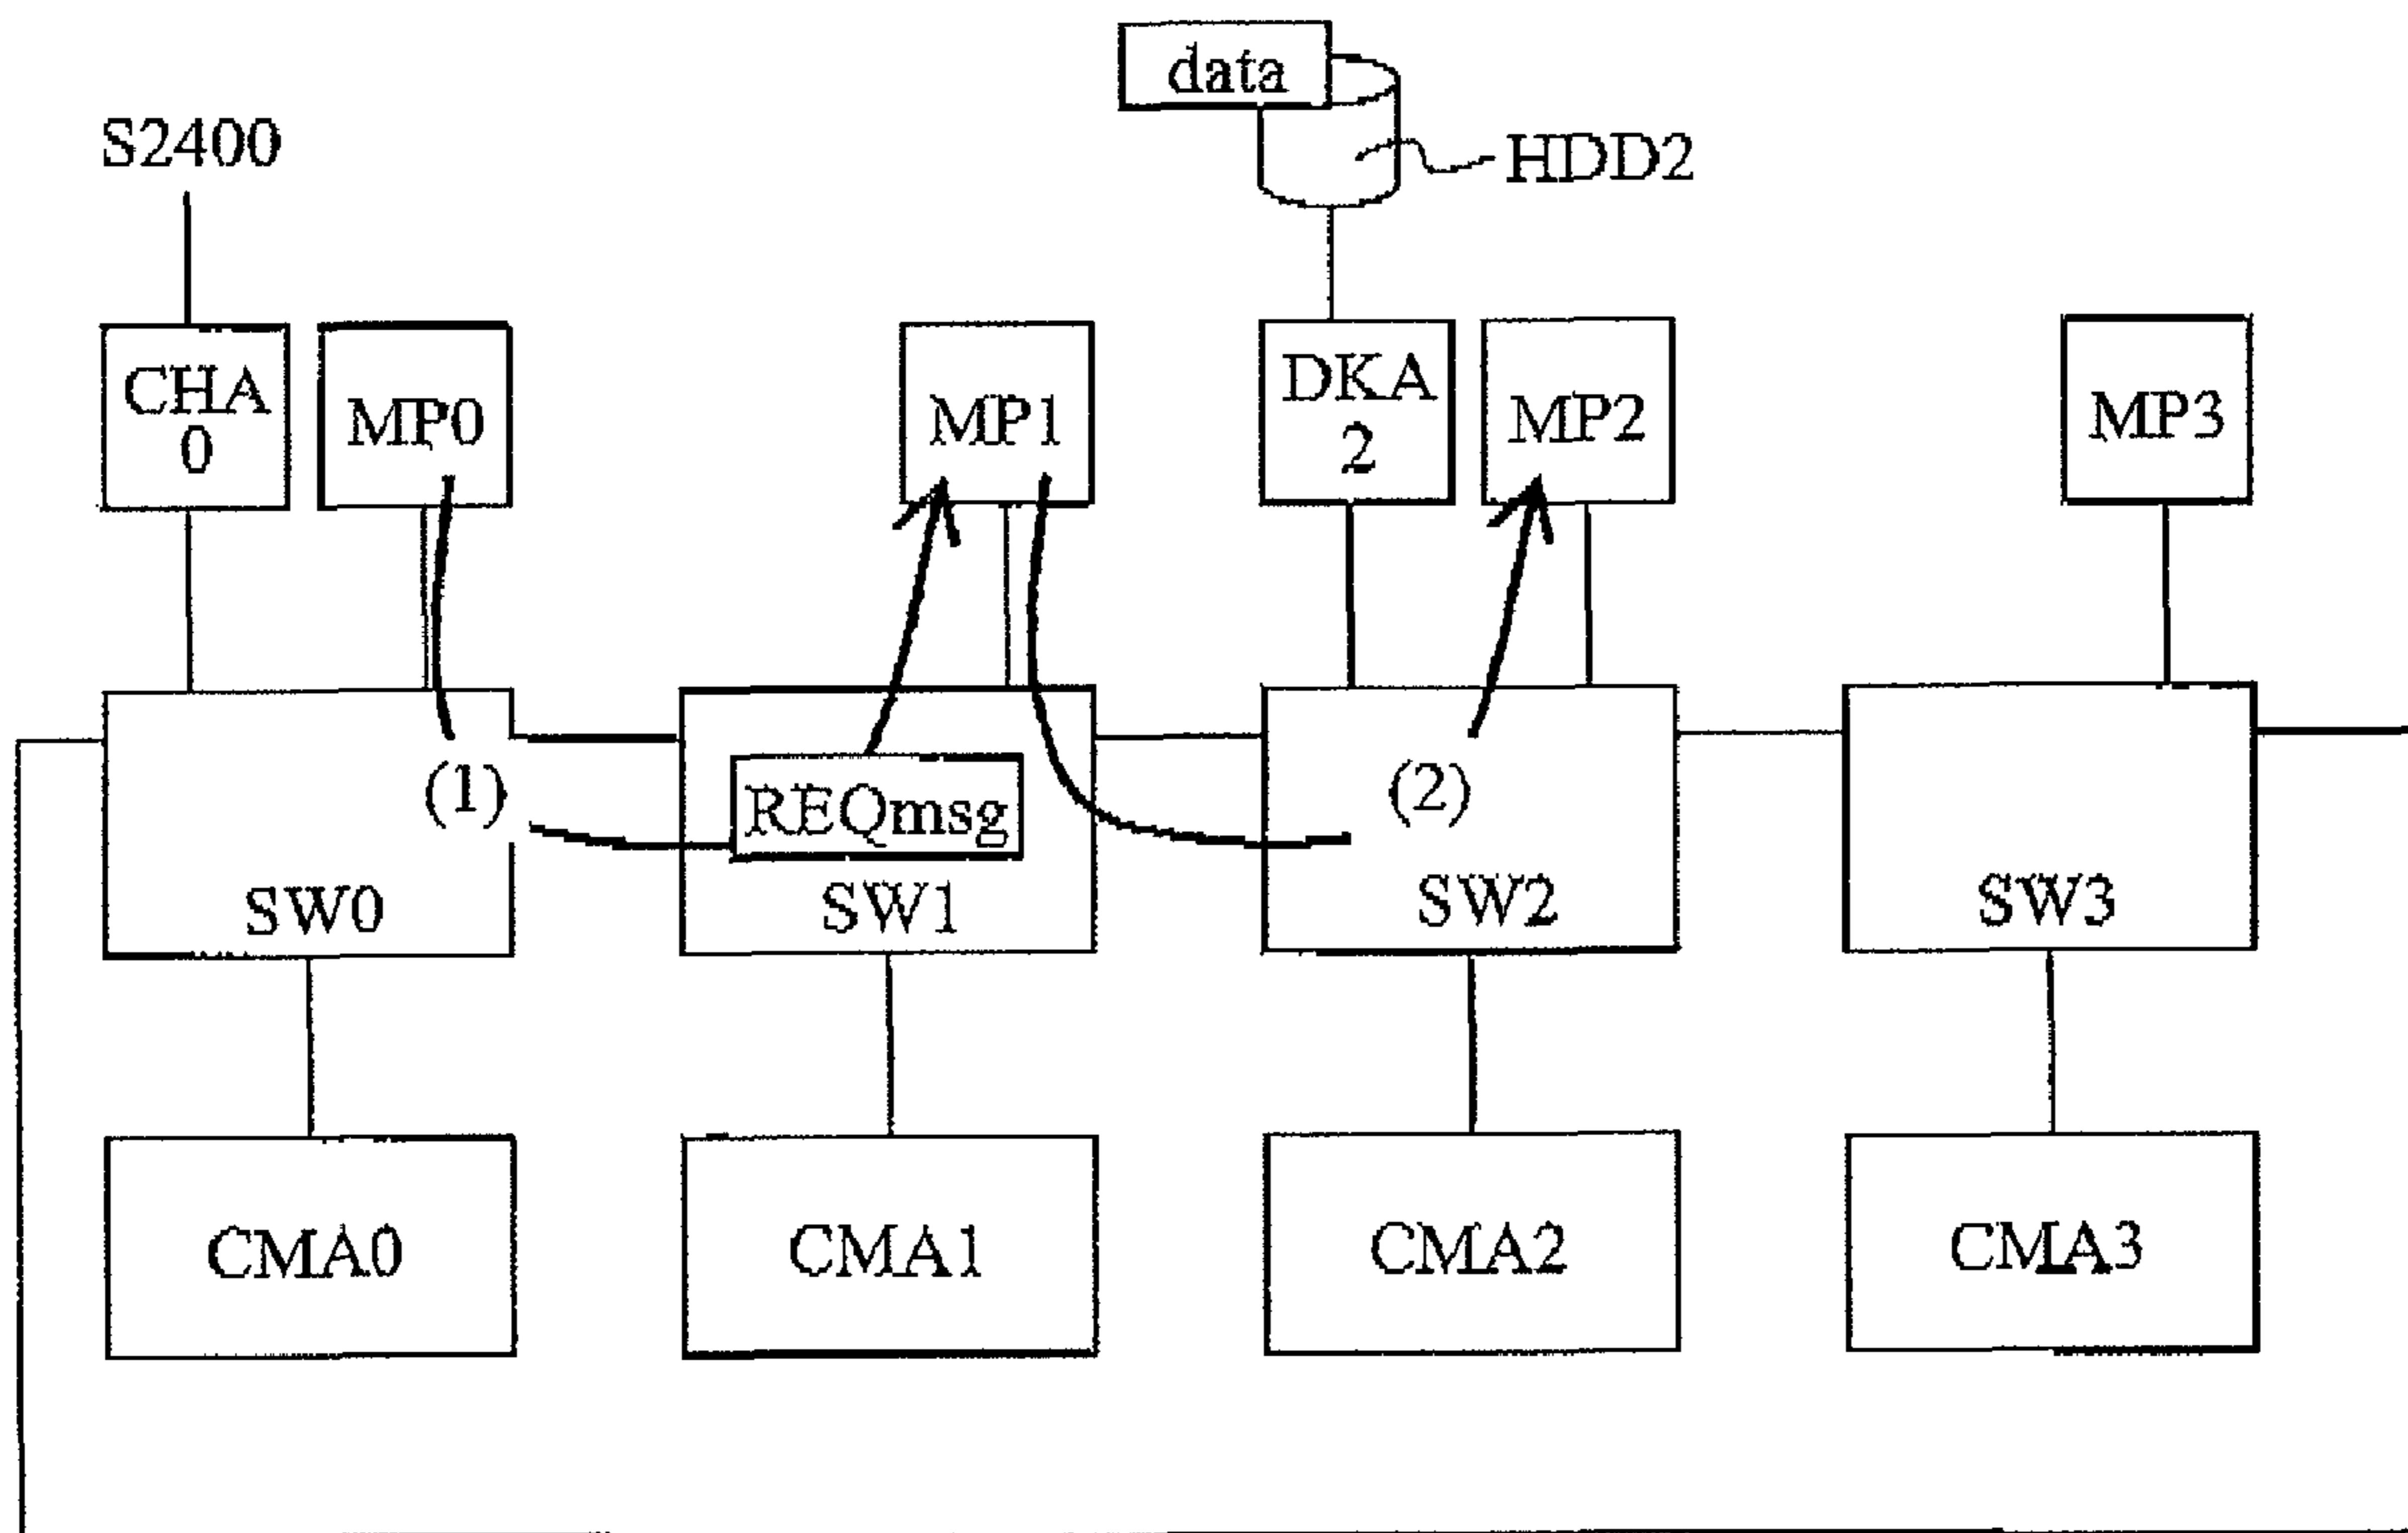 data
S2400
HDD2
CHA
0
MP0
MP1
DKA
2
MP2
MP3
(1)
REQmsg
(2)
SW0
SW1
SW2
SW3
CMA0
CMA1
CMA2
CMA3